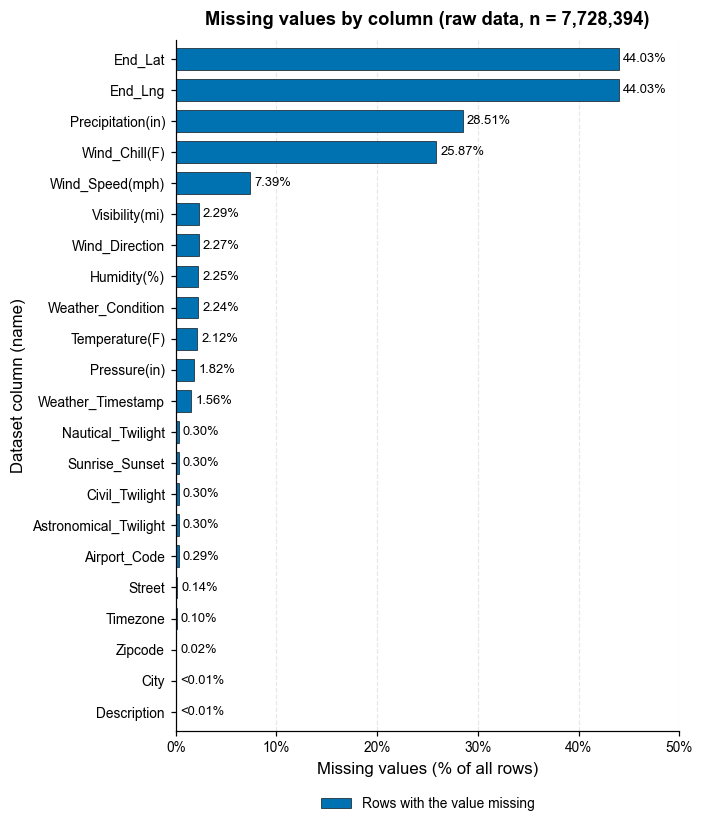 Missing values by column (raw data, n = 7,728,394)
Dataset column (name)
End_Lat 44.03%
End_Lng 44.03%
Precipitation(in) 28.51%
Wind_Chill(F) 25.87%
Wind_Speed(mph) 7.39%
Visibility(mi) 2.29%
Wind_Direction 2.27%
Humidity(%) 2.25%
Weather_Condition 2.24%
Temperature(F) 2.12%
Pressure(in) 1.82%
Weather_Timestamp 1.56%
Nautical_Twilight 0.30%
Sunrise_Sunset 0.30%
Civil_Twilight 0.30%
Astronomical_Twilight 0.30%
Airport_Code 0.29%
Street 0.14%
Timezone 0.10%
Zipcode 0.02%
City <0.01%
Description <0.01%
0% 10% 20% 30% 40% 50%
Missing values (% of all rows)
Rows with the value missing